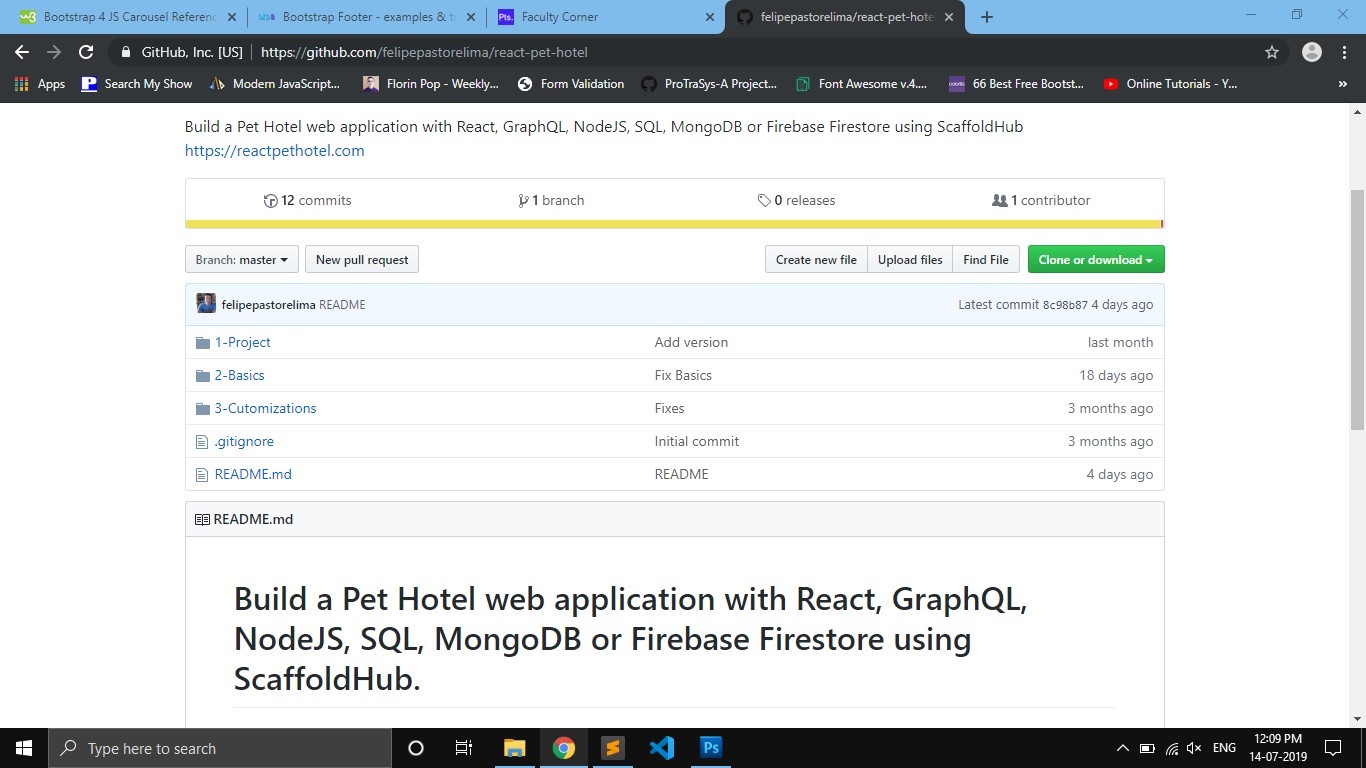 Bootstrap 4 JS Carousel Referenc
Bootstrap Footer - examples & tu
Pts. Faculty Corner
felipepastorelima/react-pet-hote
GitHub, Inc. [US] https://github.com/felipepastorelima/react-pet-hotel
Apps Search My Show Modern JavaScript... Florin Pop - Weekly... Form Validation ProTraSys-A Project... Font Awesome v.4.... 66 Best Free Bootst... Online Tutorials - Y... »
Build a Pet Hotel web application with React, GraphQL, NodeJS, SQL, MongoDB or Firebase Firestore using ScaffoldHub
https://reactpethotel.com
12 commits 1 branch 0 releases 1 contributor
Branch: master New pull request Create new file Upload files Find File Clone or download
felipepastorelima README Latest commit 8c98b87 4 days ago
1-Project Add version last month
2-Basics Fix Basics 18 days ago
3-Cutomizations Fixes 3 months ago
.gitignore Initial commit 3 months ago
README.md README 4 days ago
README.md
Build a Pet Hotel web application with React, GraphQL,
NodeJS, SQL, MongoDB or Firebase Firestore using
ScaffoldHub.
Type here to search
Ps
ENG
12:09 PM
14-07-2019